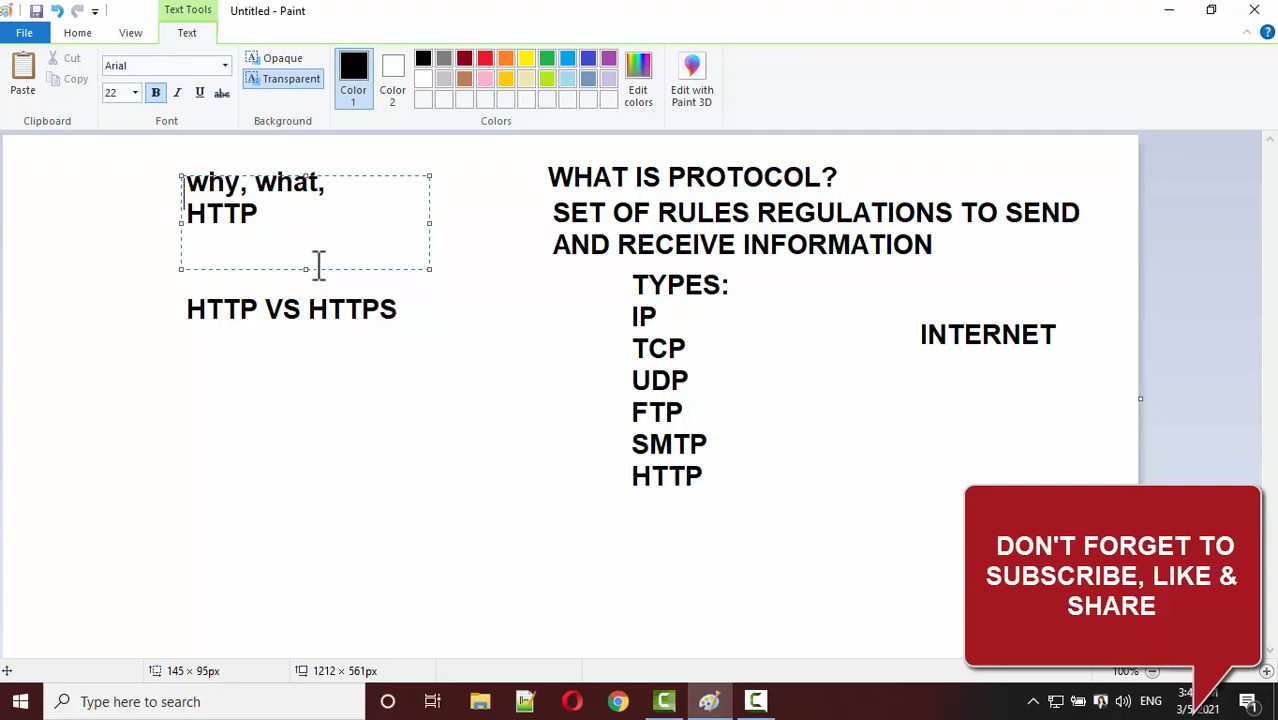 Text Tools
Untitled - Paint
File
Home
View
Text
Paste
Cut
Copy
Clipboard
Arial
22
B I U abc
Font
Opaque
Transparent
Background
Color 1
Color 2
Edit colors
Colors
Edit with Paint 3D
why, what,
HTTP
HTTP VS HTTPS
WHAT IS PROTOCOL?
SET OF RULES REGULATIONS TO SEND
AND RECEIVE INFORMATION
TYPES:
IP
TCP
UDP
FTP
SMTP
HTTP
INTERNET
DON'T FORGET TO
SUBSCRIBE, LIKE &
SHARE
145 × 95px
1212 × 561px
100%
Type here to search
ENG